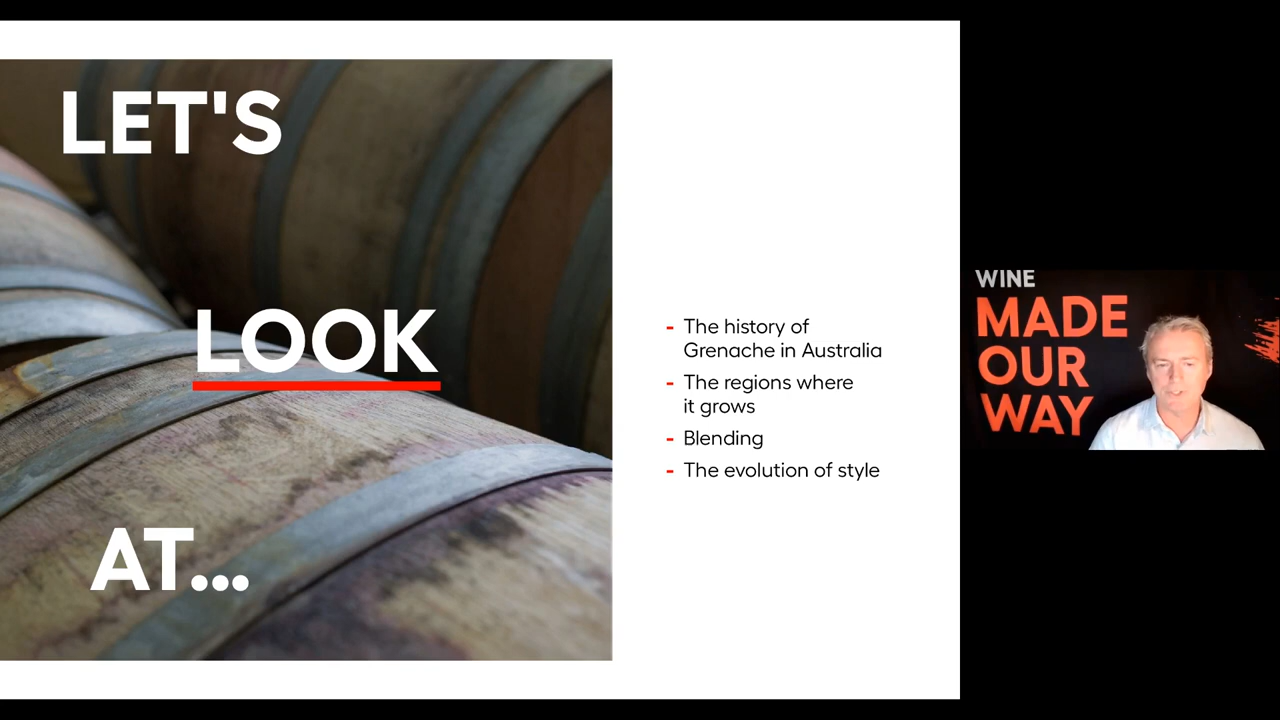 LET'S
LOOK
AT...
- The history of
Grenache in Australia
- The regions where
it grows
- Blending
- The evolution of style
WINE
MADE
OUR
WAY